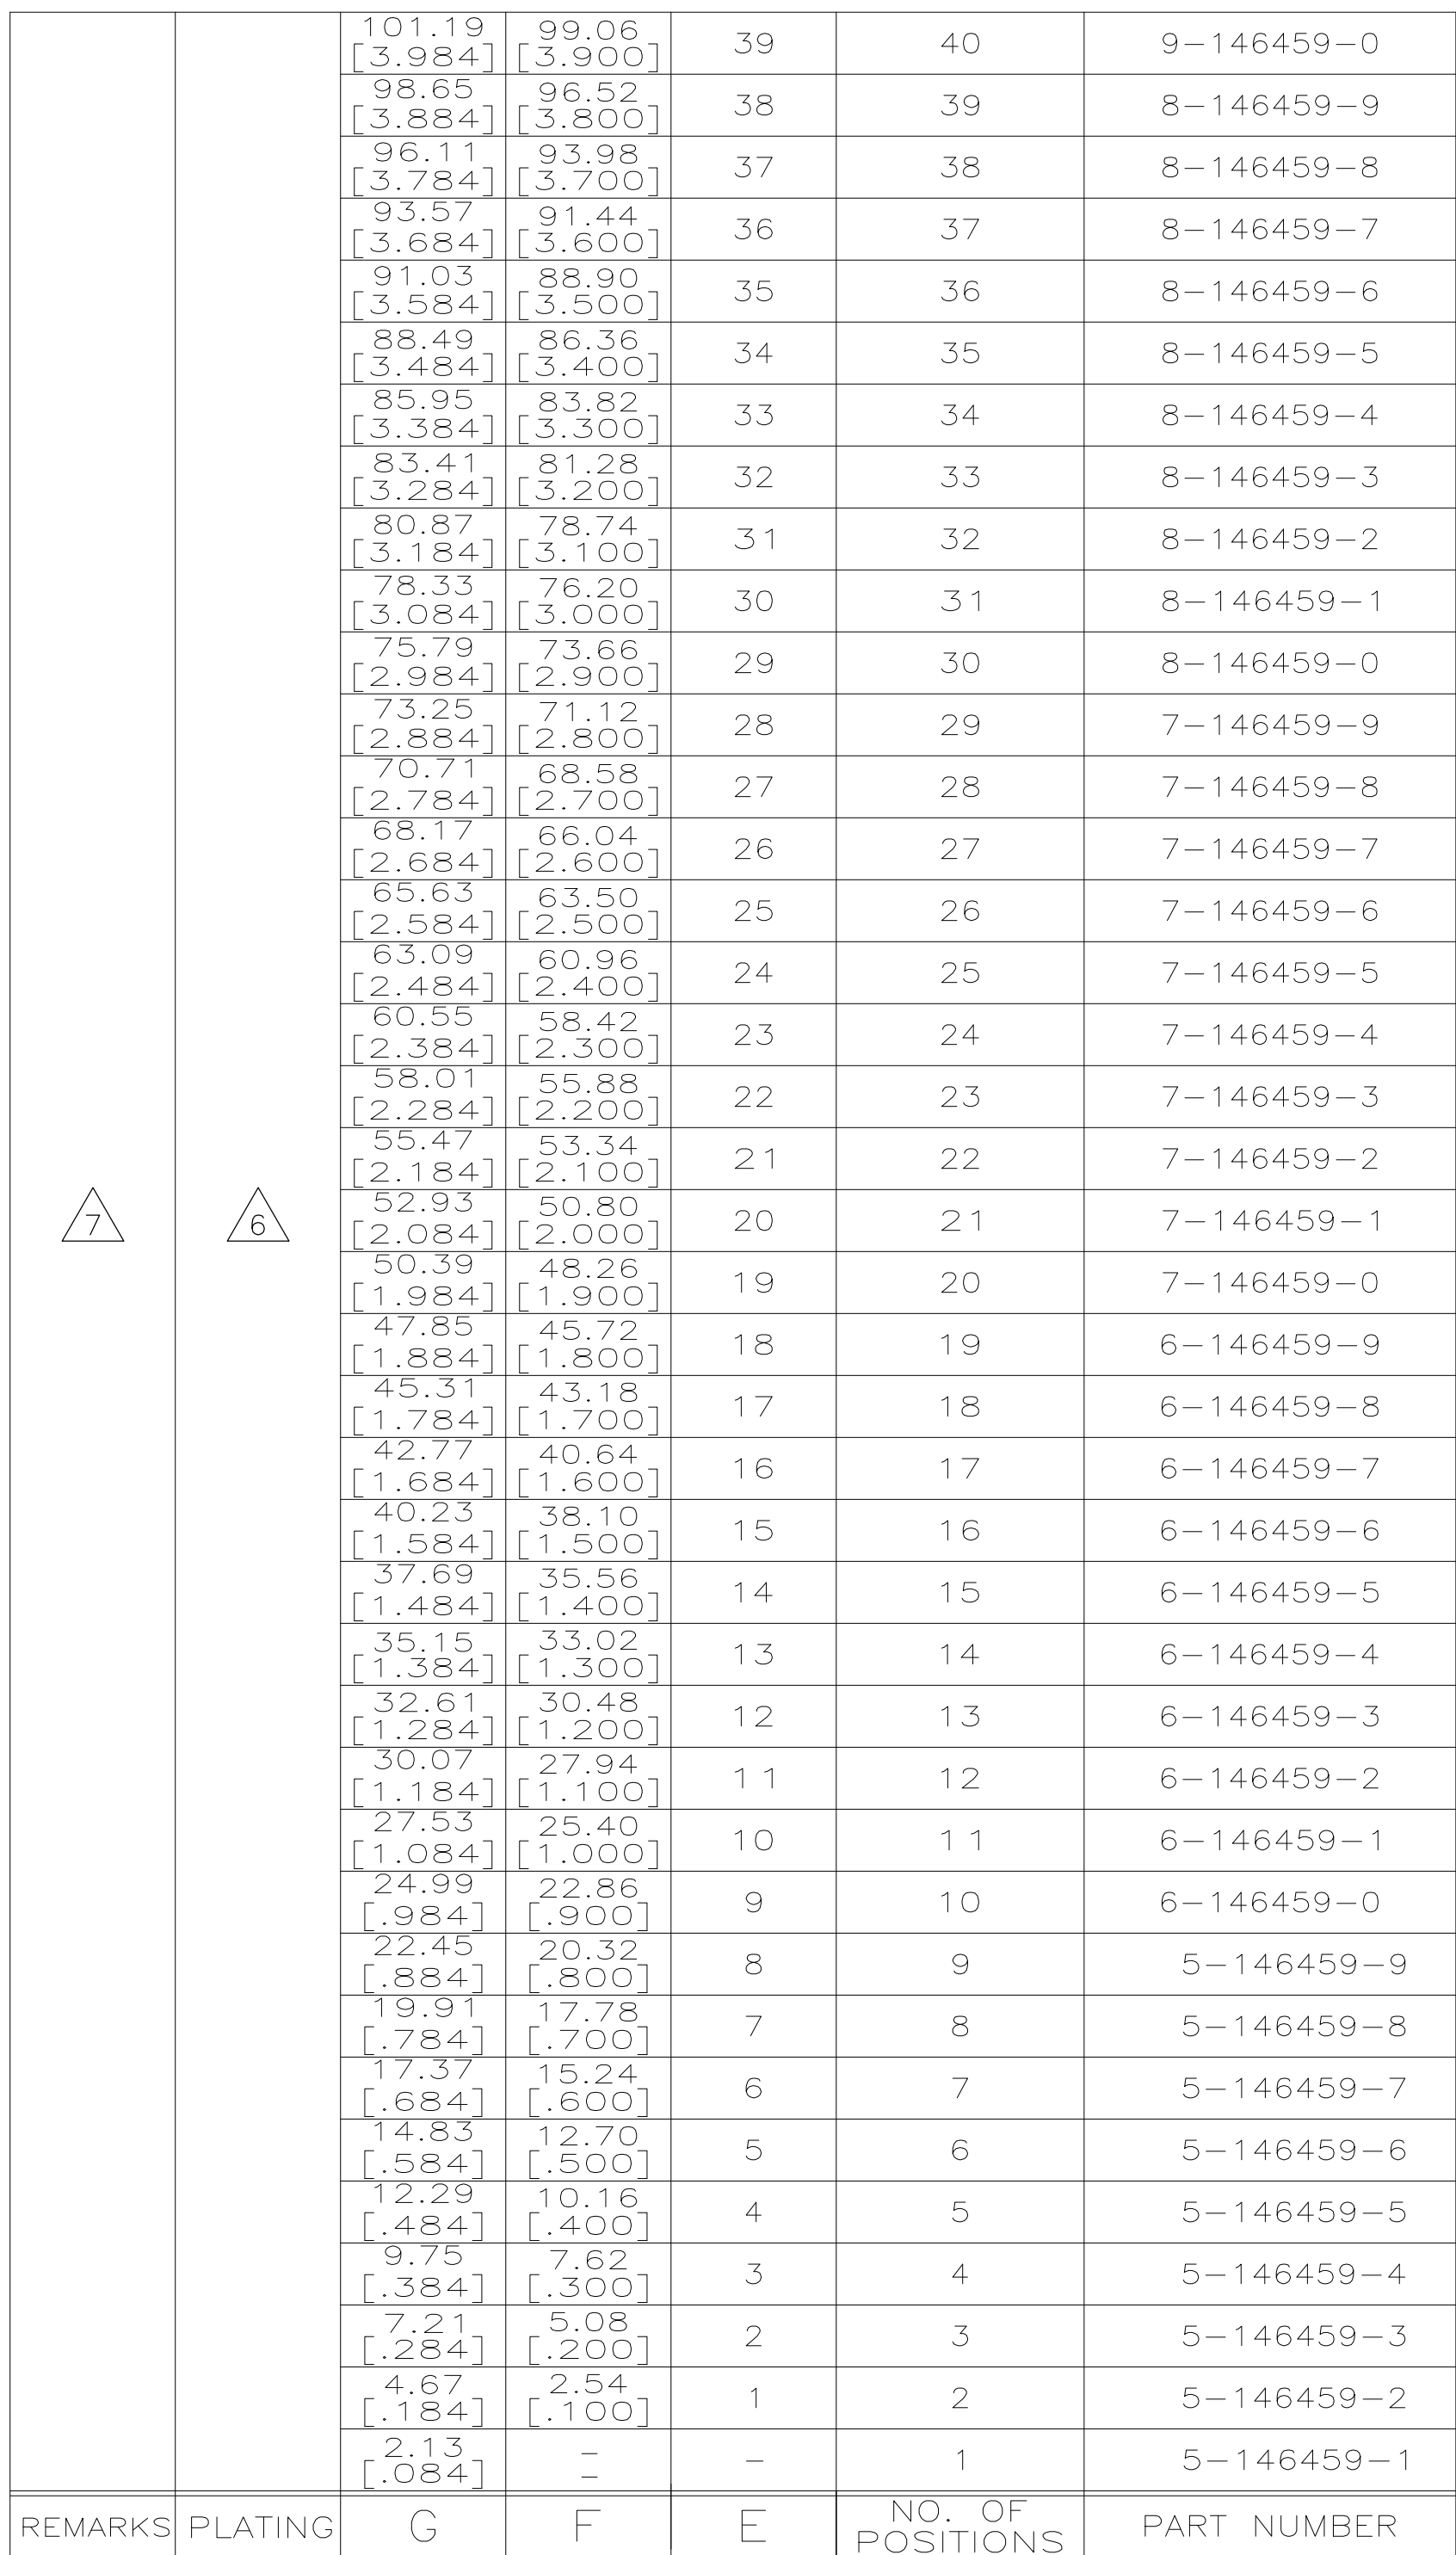 101.19 99.06 39 40 9-146459-0
[3.984] [3.900]
98.65 96.52 38 39 8-146459-9
[3.884] [3.800]
96.11 93.98 37 38 8-146459-8
[3.784] [3.700]
93.57 91.44 36 37 8-146459-7
[3.684] [3.600]
91.03 88.90 35 36 8-146459-6
[3.584] [3.500]
88.49 86.36 34 35 8-146459-5
[3.484] [3.400]
85.95 83.82 33 34 8-146459-4
[3.384] [3.300]
83.41 81.28 32 33 8-146459-3
[3.284] [3.200]
80.87 78.74 31 32 8-146459-2
[3.184] [3.100]
78.33 76.20 30 31 8-146459-1
[3.084] [3.000]
75.79 73.66 29 30 8-146459-0
[2.984] [2.900]
73.25 71.12 28 29 7-146459-9
[2.884] [2.800]
70.71 68.58 27 28 7-146459-8
[2.784] [2.700]
68.17 66.04 26 27 7-146459-7
[2.684] [2.600]
65.63 63.50 25 26 7-146459-6
[2.584] [2.500]
63.09 60.96 24 25 7-146459-5
[2.484] [2.400]
60.55 58.42 23 24 7-146459-4
[2.384] [2.300]
58.01 55.88 22 23 7-146459-3
[2.284] [2.200]
55.47 53.34 21 22 7-146459-2
[2.184] [2.100]
7 6 52.93 50.80 20 21 7-146459-1
[2.084] [2.000]
50.39 48.26 19 20 7-146459-0
[1.984] [1.900]
47.85 45.72 18 19 6-146459-9
[1.884] [1.800]
45.31 43.18 17 18 6-146459-8
[1.784] [1.700]
42.77 40.64 16 17 6-146459-7
[1.684] [1.600]
40.23 38.10 15 16 6-146459-6
[1.584] [1.500]
37.69 35.56 14 15 6-146459-5
[1.484] [1.400]
35.15 33.02 13 14 6-146459-4
[1.384] [1.300]
32.61 30.48 12 13 6-146459-3
[1.284] [1.200]
30.07 27.94 11 12 6-146459-2
[1.184] [1.100]
27.53 25.40 10 11 6-146459-1
[1.084] [1.000]
24.99 22.86 9 10 6-146459-0
[.984] [.900]
22.45 20.32 8 9 5-146459-9
[.884] [.800]
19.91 17.78 7 8 5-146459-8
[.784] [.700]
17.37 15.24 6 7 5-146459-7
[.684] [.600]
14.83 12.70 5 6 5-146459-6
[.584] [.500]
12.29 10.16 4 5 5-146459-5
[.484] [.400]
9.75 7.62 3 4 5-146459-4
[.384] [.300]
7.21 5.08 2 3 5-146459-3
[.284] [.200]
4.67 2.54 1 2 5-146459-2
[.184] [.100]
2.13 - - 1 5-146459-1
[.084] -
REMARKS PLATING G F E NO. OF POSITIONS PART NUMBER